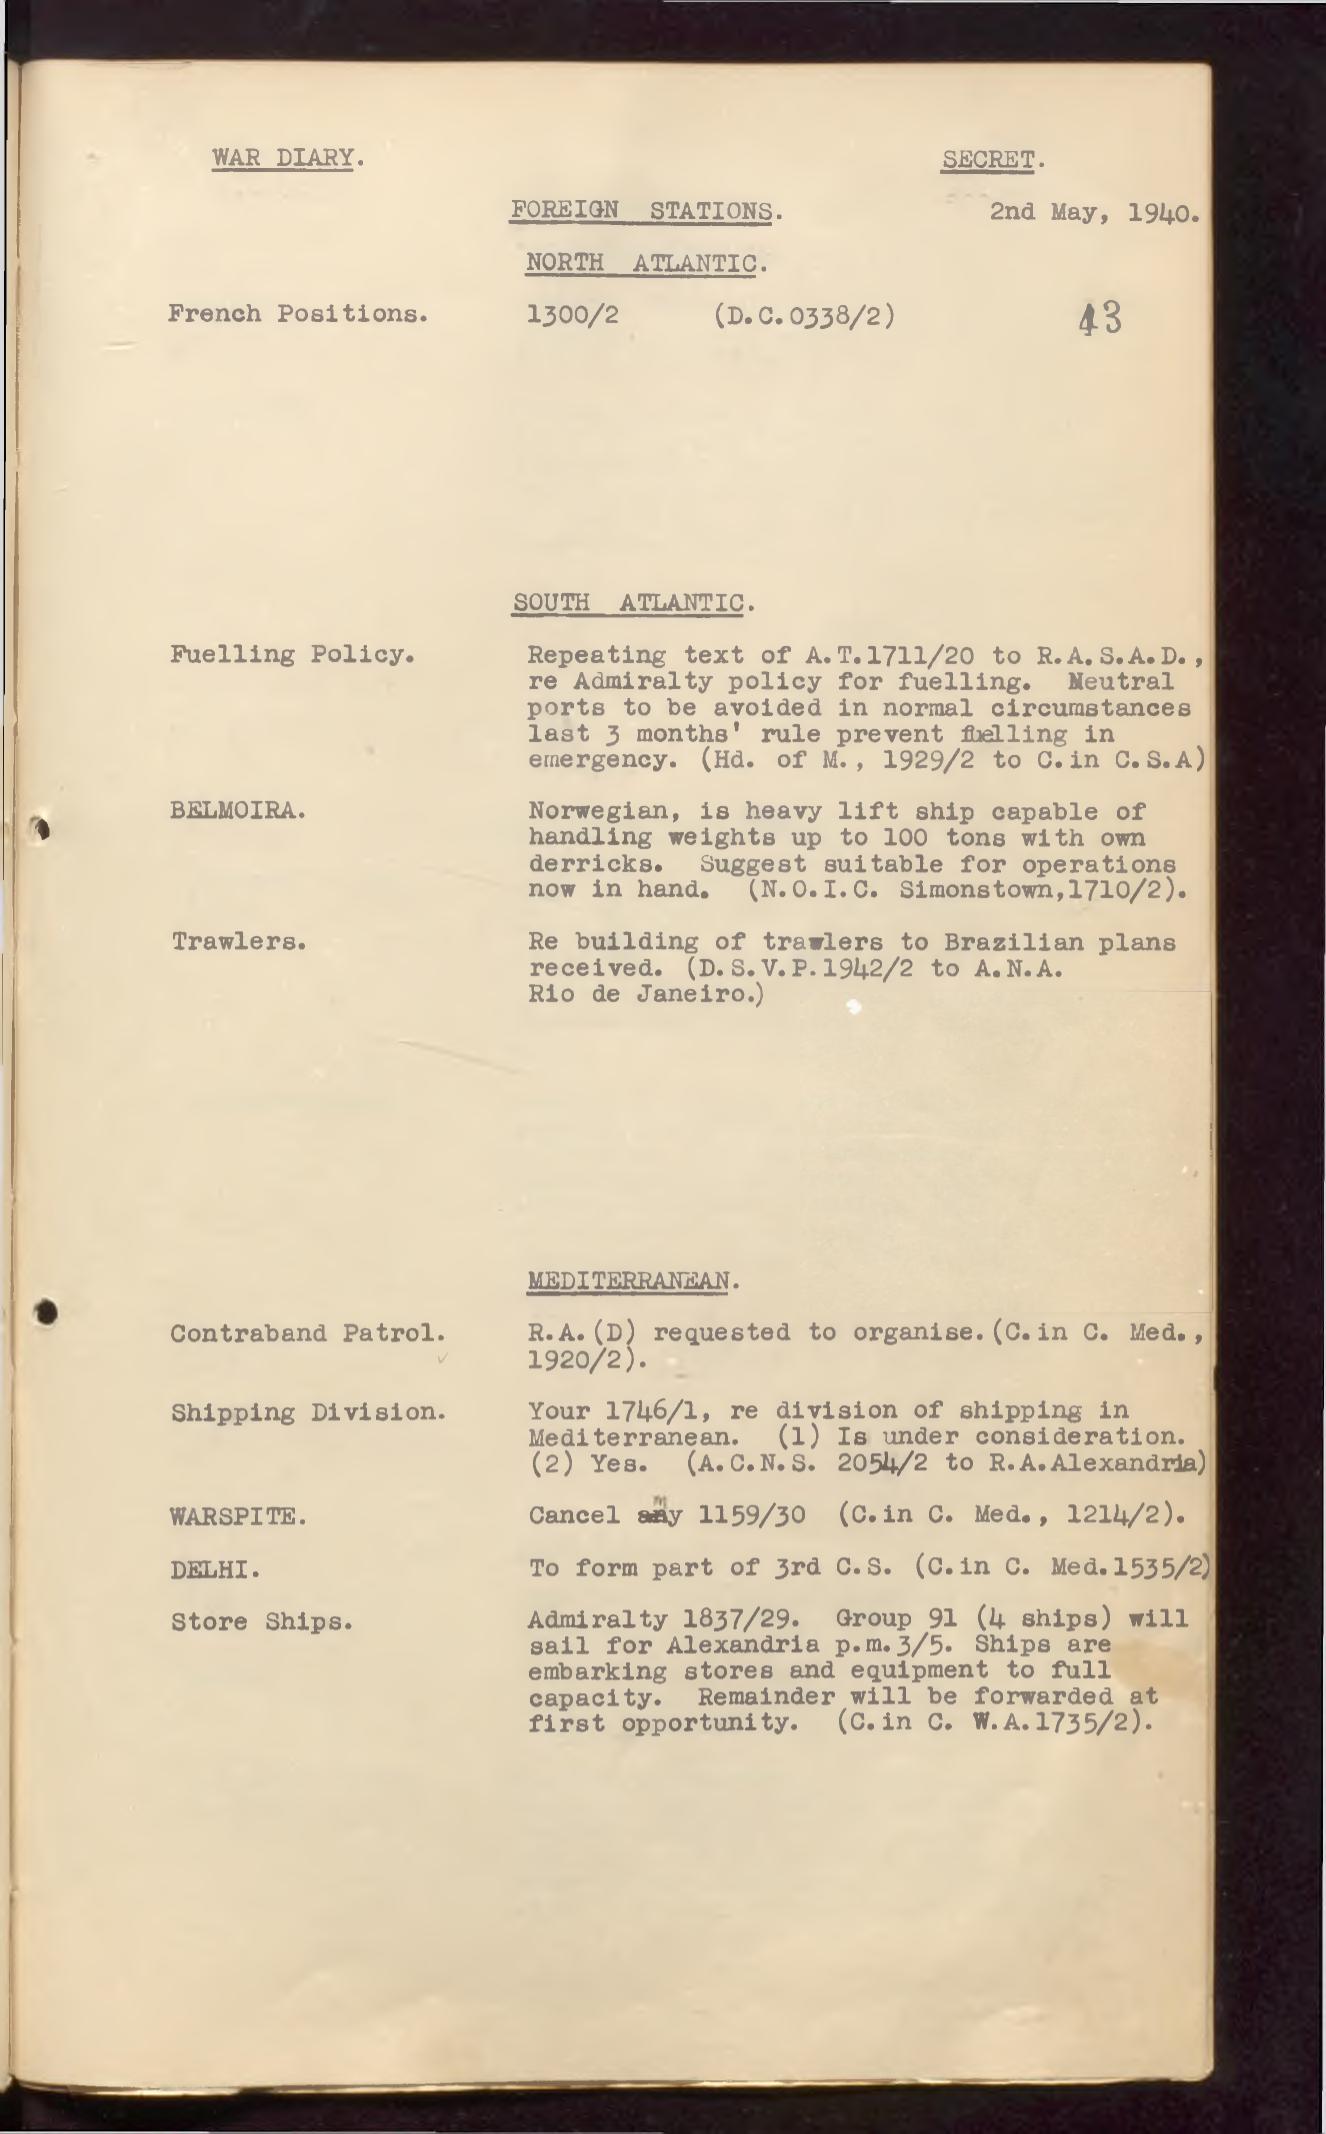 WAR DIARY.
SECRET.
FOREIGN STATIONS.
2nd May, 1940.
NORTH ATLANTIC.
French Positions. 1300/2 (D.C.0338/2)
43
SOUTH ATLANTIC.
Fuelling Policy. Repeating text of A.T.1711/20 to R.A.S.A.D.,
re Admiralty policy for fuelling. Neutral
ports to be avoided in normal circumstances
last 3 months' rule prevent fuelling in
emergency. (Hd. of M., 1929/2 to C.in C.S.A)
BELMOIRA. Norwegian, is heavy lift ship capable of
handling weights up to 100 tons with own
derricks. Suggest suitable for operations
now in hand. (N.O.I.C. Simonstown,1710/2).
Trawlers. Re building of trawlers to Brazilian plans
received. (D.S.V.P.1942/2 to A.N.A.
Rio de Janeiro.)
MEDITERRANEAN.
Contraband Patrol. R.A.(D) requested to organise.(C.in C. Med.,
1920/2).
Shipping Division. Your 1746/1, re division of shipping in
Mediterranean. (1) Is under consideration.
(2) Yes. (A.C.N.S. 2054/2 to R.A.Alexandria)
WARSPITE. Cancel my 1159/30 (C.in C. Med., 1214/2).
DELHI. To form part of 3rd C.S. (C.in C. Med.1535/2)
Store Ships. Admiralty 1837/29. Group 91 (4 ships) will
sail for Alexandria p.m.3/5. Ships are
embarking stores and equipment to full
capacity. Remainder will be forwarded at
first opportunity. (C.in C. W.A.1735/2).